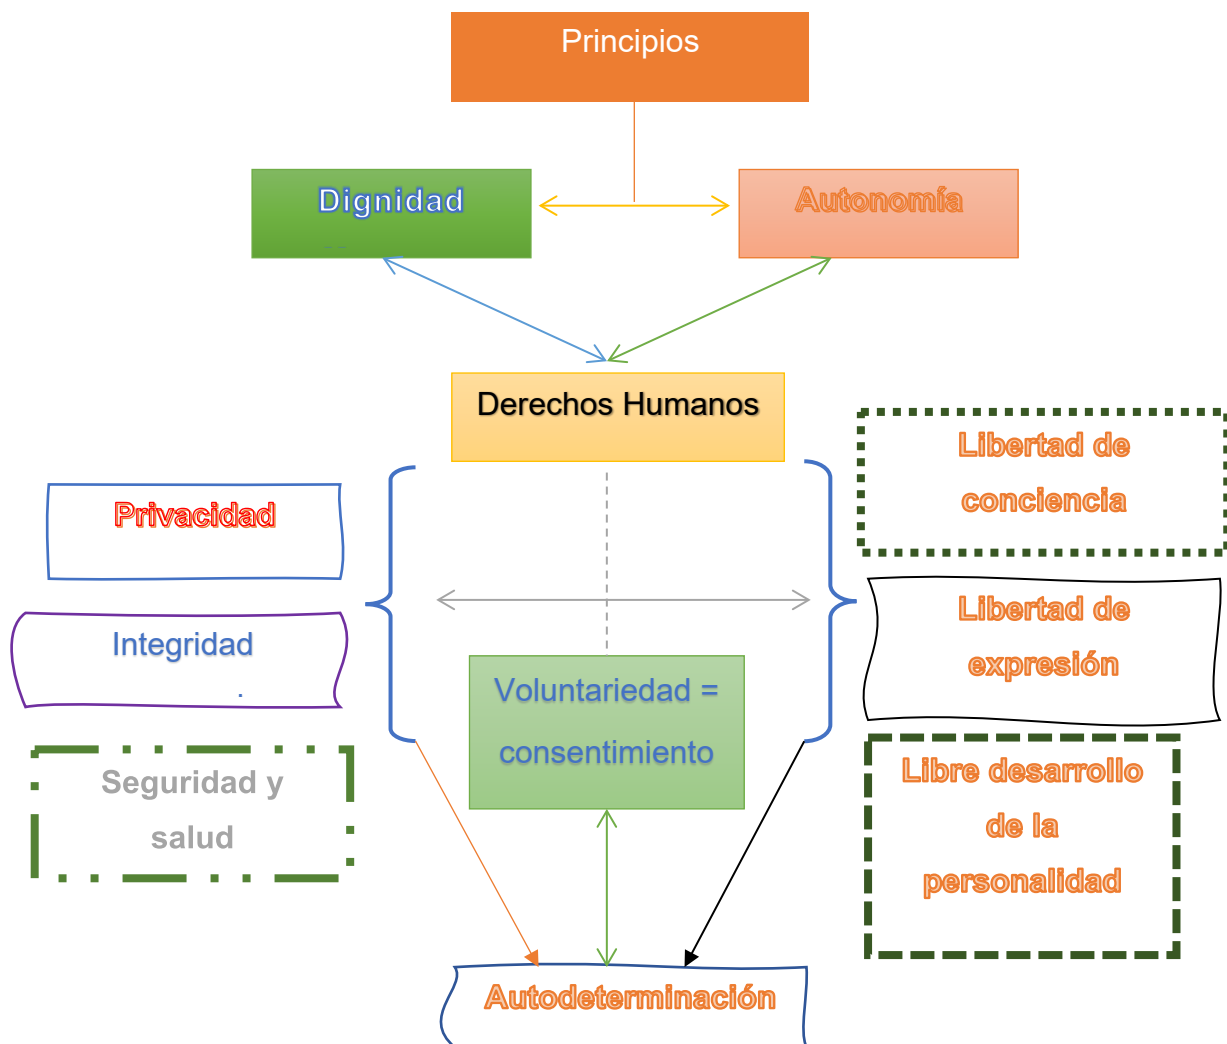 Principios
Dignidad
Autonomía
Derechos Humanos
Privacidad
Integridad
.
Seguridad y
salud
Voluntariedad =
consentimiento
Libertad de
conciencia
Libertad de
expresión
Libre desarrollo
de la
personalidad
Autodeterminación